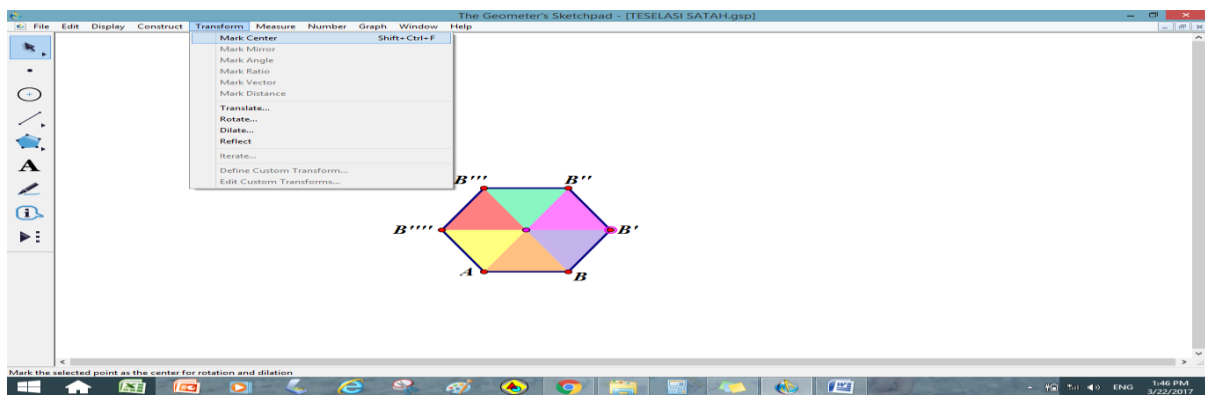 The Geometer's Sketchpad - [TESELASI SATAH.gsp]
File Edit Display Construct Transform Measure Number Graph Window Help
Mark Center Shift+Ctrl+F
Mark Mirror
Mark Angle
Mark Ratio
Mark Vector
Mark Distance
Translate...
Rotate...
Dilate...
Reflect
Iterate...
Define Custom Transform...
Edit Custom Transforms...
A
B''' B''
B'''' B'
A B
Mark the selected point as the center for rotation and dilation
ENG 1:46 PM
3/22/2017